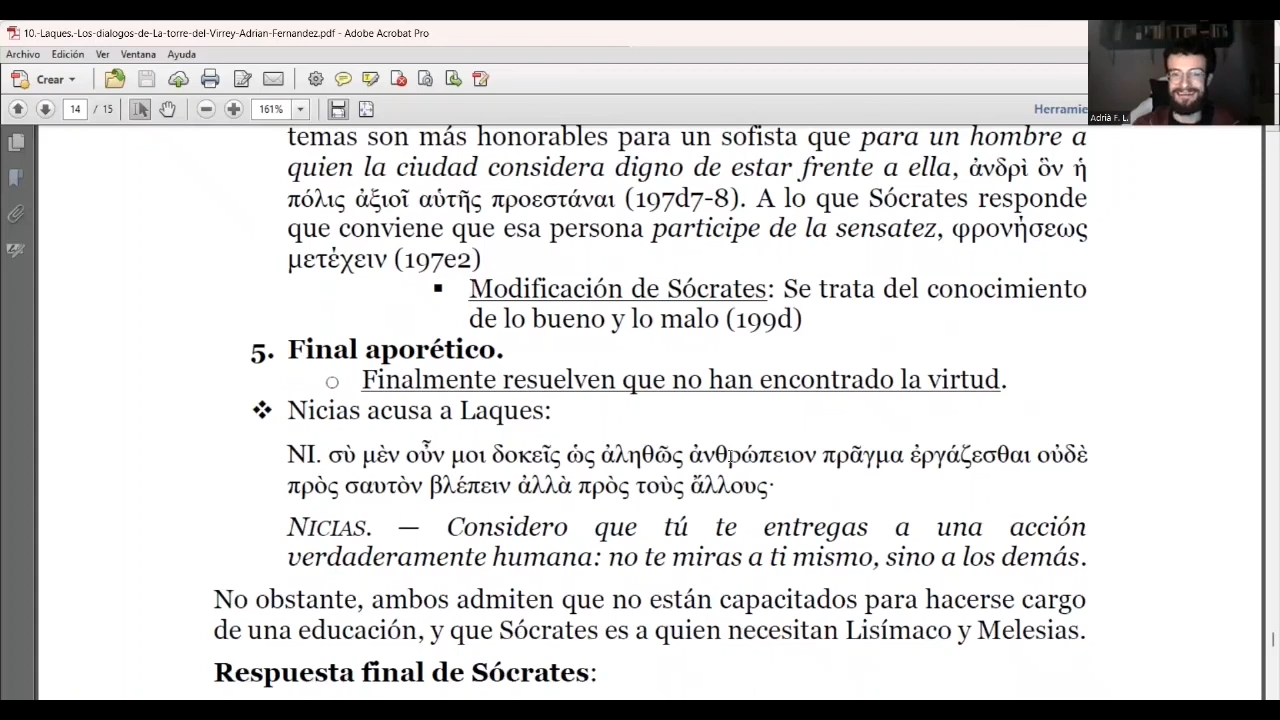 10.-Laques.-Los-dialogos-de-La-torre-del-Virrey-Adrian-Fernandez.pdf - Adobe Acrobat Pro
Archivo Edición Ver Ventana Ayuda
Crear
14 / 15 161% Herramie
Adrià F. L.
temas son más honorables para un sofista que para un hombre a
quien la ciudad considera digno de estar frente a ella, ἀνδρὶ ὃν ἡ
πόλις ἀξιοῖ αὑτῆς προεστάναι (197d7-8). A lo que Sócrates responde
que conviene que esa persona participe de la sensatez, φρονήσεως
μετέχειν (197e2)
▪ Modificación de Sócrates: Se trata del conocimiento
de lo bueno y lo malo (199d)
5. Final aporético.
○ Finalmente resuelven que no han encontrado la virtud.
❖ Nicias acusa a Laques:
ΝΙ. σὺ μὲν οὖν μοι δοκεῖς ὡς ἀληθῶς ἀνθρώπειον πρᾶγμα ἐργάζεσθαι οὐδὲ
πρὸς σαυτὸν βλέπειν ἀλλὰ πρὸς τοὺς ἄλλους·
NICIAS. — Considero que tú te entregas a una acción
verdaderamente humana: no te miras a ti mismo, sino a los demás.
No obstante, ambos admiten que no están capacitados para hacerse cargo
de una educación, y que Sócrates es a quien necesitan Lisímaco y Melesias.
Respuesta final de Sócrates: